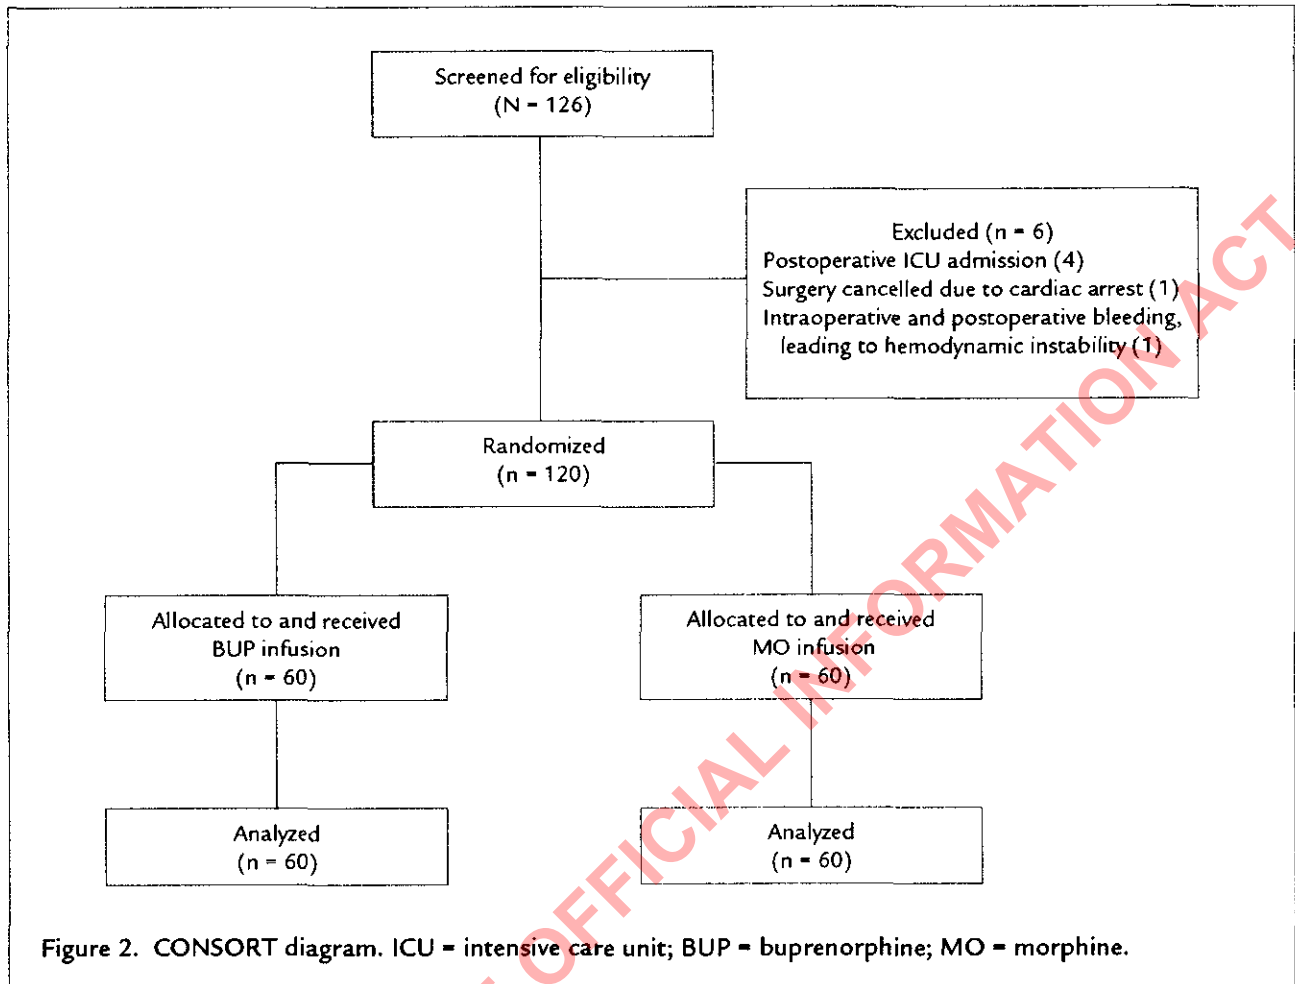 Screened for eligibility
(N = 126)
Excluded (n = 6)
Postoperative ICU admission (4)
Surgery cancelled due to cardiac arrest (1)
Intraoperative and postoperative bleeding,
leading to hemodynamic instability (1)
Randomized
(n = 120)
Allocated to and received
BUP infusion
(n = 60)
Allocated to and received
MO infusion
(n = 60)
Analyzed
(n = 60)
Analyzed
(n = 60)
Figure 2. CONSORT diagram. ICU = intensive care unit; BUP = buprenorphine; MO = morphine.
OFFICIAL INFORMATION ACT